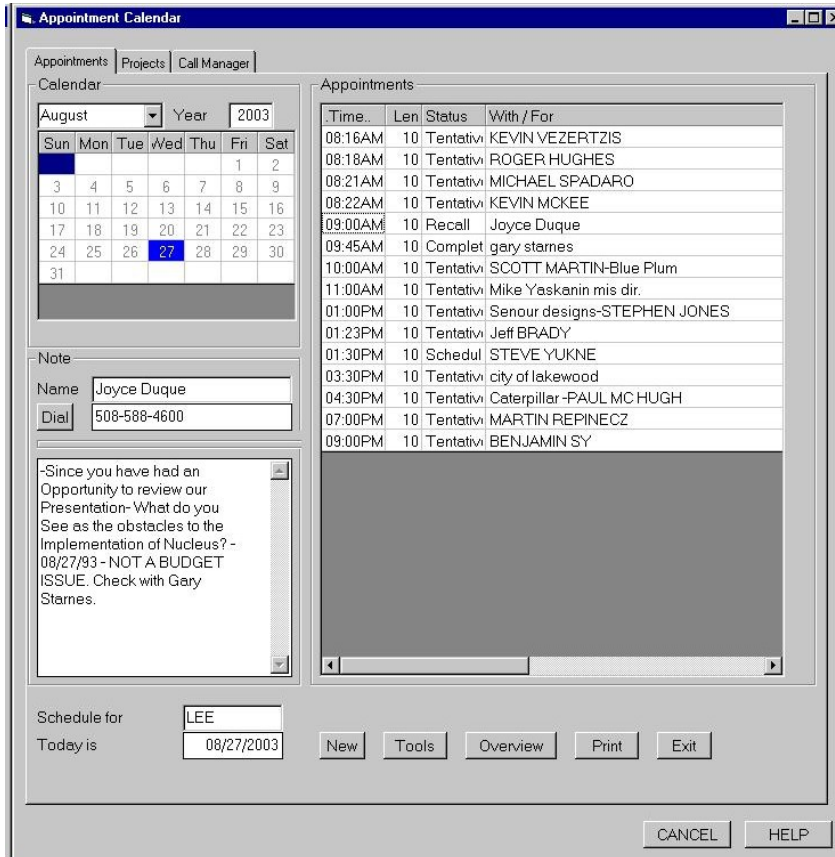 Appointment Calendar
Appointments Projects Call Manager
Calendar
August Year 2003
Sun Mon Tue Wed Thu Fri Sat
1 2
3 4 5 6 7 8 9
10 11 12 13 14 15 16
17 18 19 20 21 22 23
24 25 26 27 28 29 30
31
Note
Name Joyce Duque
Dial 508-588-4600
-Since you have had an
Opportunity to review our
Presentation- What do you
See as the obstacles to the
Implementation of Nucleus? -
08/27/93 - NOT A BUDGET
ISSUE. Check with Gary
Starnes.
Appointments
.Time.. Len Status With / For
08:16AM 10 Tentativ KEVIN VEZERTZIS
08:18AM 10 Tentativ ROGER HUGHES
08:21AM 10 Tentativ MICHAEL SPADARO
08:22AM 10 Tentativ KEVIN MCKEE
09:00AM 10 Recall Joyce Duque
09:45AM 10 Complet gary starnes
10:00AM 10 Tentativ SCOTT MARTIN-Blue Plum
11:00AM 10 Tentativ Mike Yaskanin mis dir.
01:00PM 10 Tentativ Senour designs-STEPHEN JONES
01:23PM 10 Tentativ Jeff BRADY
01:30PM 10 Schedul STEVE YUKNE
03:30PM 10 Tentativ city of lakewood
04:30PM 10 Tentativ Caterpillar -PAUL MC HUGH
07:00PM 10 Tentativ MARTIN REPINECZ
09:00PM 10 Tentativ BENJAMIN SY
Schedule for LEE
Today is 08/27/2003
New Tools Overview Print Exit
CANCEL HELP